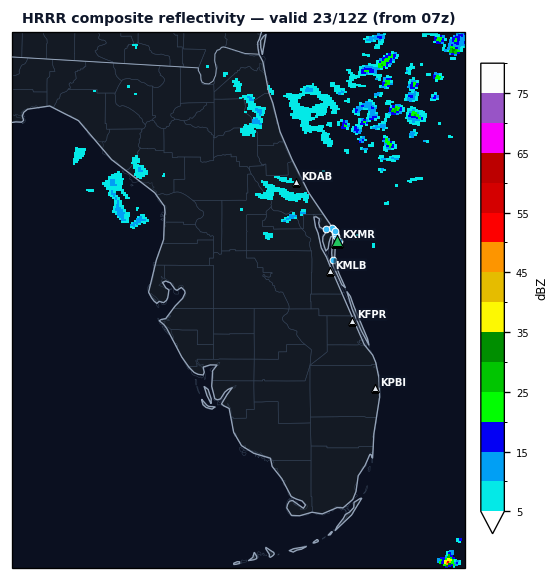 HRRR composite reflectivity — valid 23/12Z (from 07z)
KDAB
KXMR
KMLB
KFPR
KPBI
75
65
55
45
35
25
15
5
dBZ